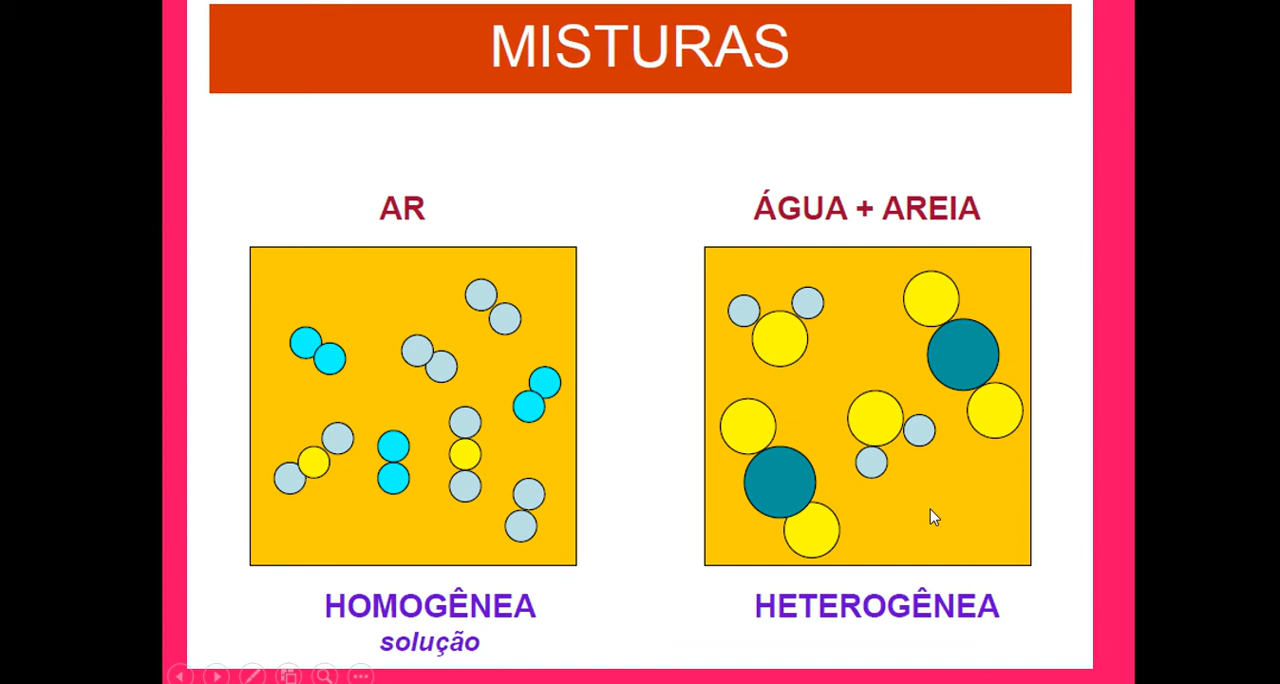 MISTURAS
AR
ÁGUA + AREIA
HOMOGÊNEA
solução
HETEROGÊNEA